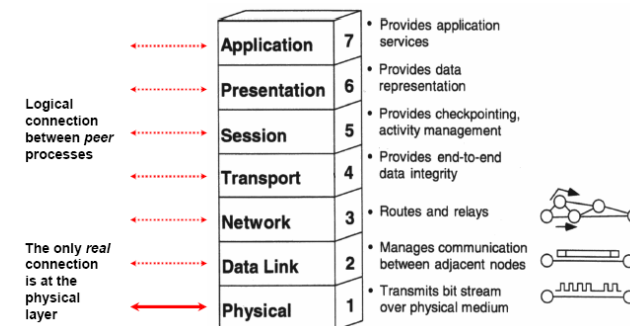 Application 7
• Provides application
services
Presentation 6
• Provides data
representation
Logical
connection
between peer
processes
Session 5
• Provides checkpointing,
activity management
Transport 4
• Provides end-to-end
data integrity
Network 3
• Routes and relays
The only real
connection
is at the
physical
layer
Data Link 2
• Manages communication
between adjacent nodes
Physical 1
• Transmits bit stream
over physical medium